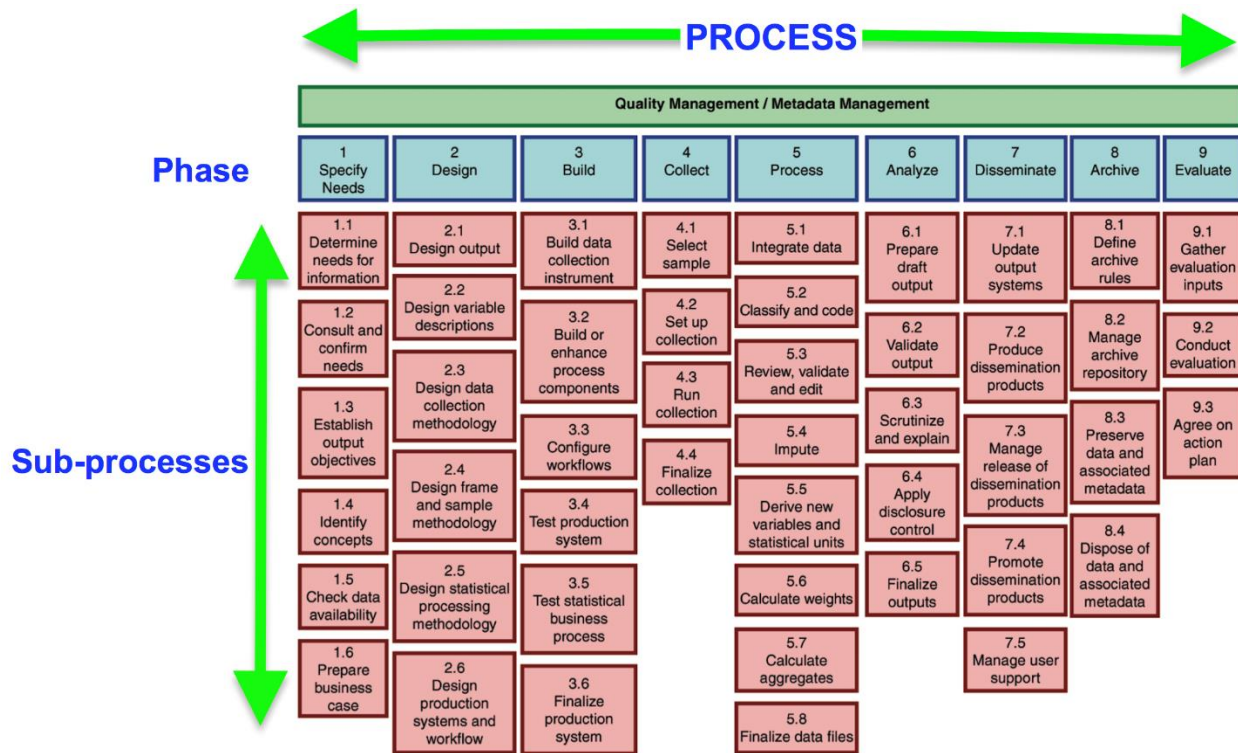 PROCESS
Quality Management / Metadata Management
Phase
1
Specify
Needs
2
Design
3
Build
4
Collect
5
Process
6
Analyze
7
Disseminate
8
Archive
9
Evaluate
Sub-processes
1.1
Determine
needs for
information
1.2
Consult and
confirm
needs
1.3
Establish
output
objectives
1.4
Identify
concepts
1.5
Check data
availability
1.6
Prepare
business
case
2.1
Design output
2.2
Design variable
descriptions
2.3
Design data
collection
methodology
2.4
Design frame
and sample
methodology
2.5
Design statistical
processing
methodology
2.6
Design
production
systems and
workflow
3.1
Build data
collection
instrument
3.2
Build or
enhance
process
components
3.3
Configure
workflows
3.4
Test production
system
3.5
Test statistical
business
process
3.6
Finalize
production
system
4.1
Select
sample
4.2
Set up
collection
4.3
Run
collection
4.4
Finalize
collection
5.1
Integrate data
5.2
Classify and code
5.3
Review, validate
and edit
5.4
Impute
5.5
Derive new
variables and
statistical units
5.6
Calculate weights
5.7
Calculate
aggregates
5.8
Finalize data files
6.1
Prepare
draft
output
6.2
Validate
output
6.3
Scrutinize
and explain
6.4
Apply
disclosure
control
6.5
Finalize
outputs
7.1
Update
output
systems
7.2
Produce
dissemination
products
7.3
Manage
release of
dissemination
products
7.4
Promote
dissemination
products
7.5
Manage user
support
8.1
Define
archive
rules
8.2
Manage
archive
repository
8.3
Preserve
data and
associated
metadata
8.4
Dispose of
data and
associated
metadata
9.1
Gather
evaluation
inputs
9.2
Conduct
evaluation
9.3
Agree on
action
plan